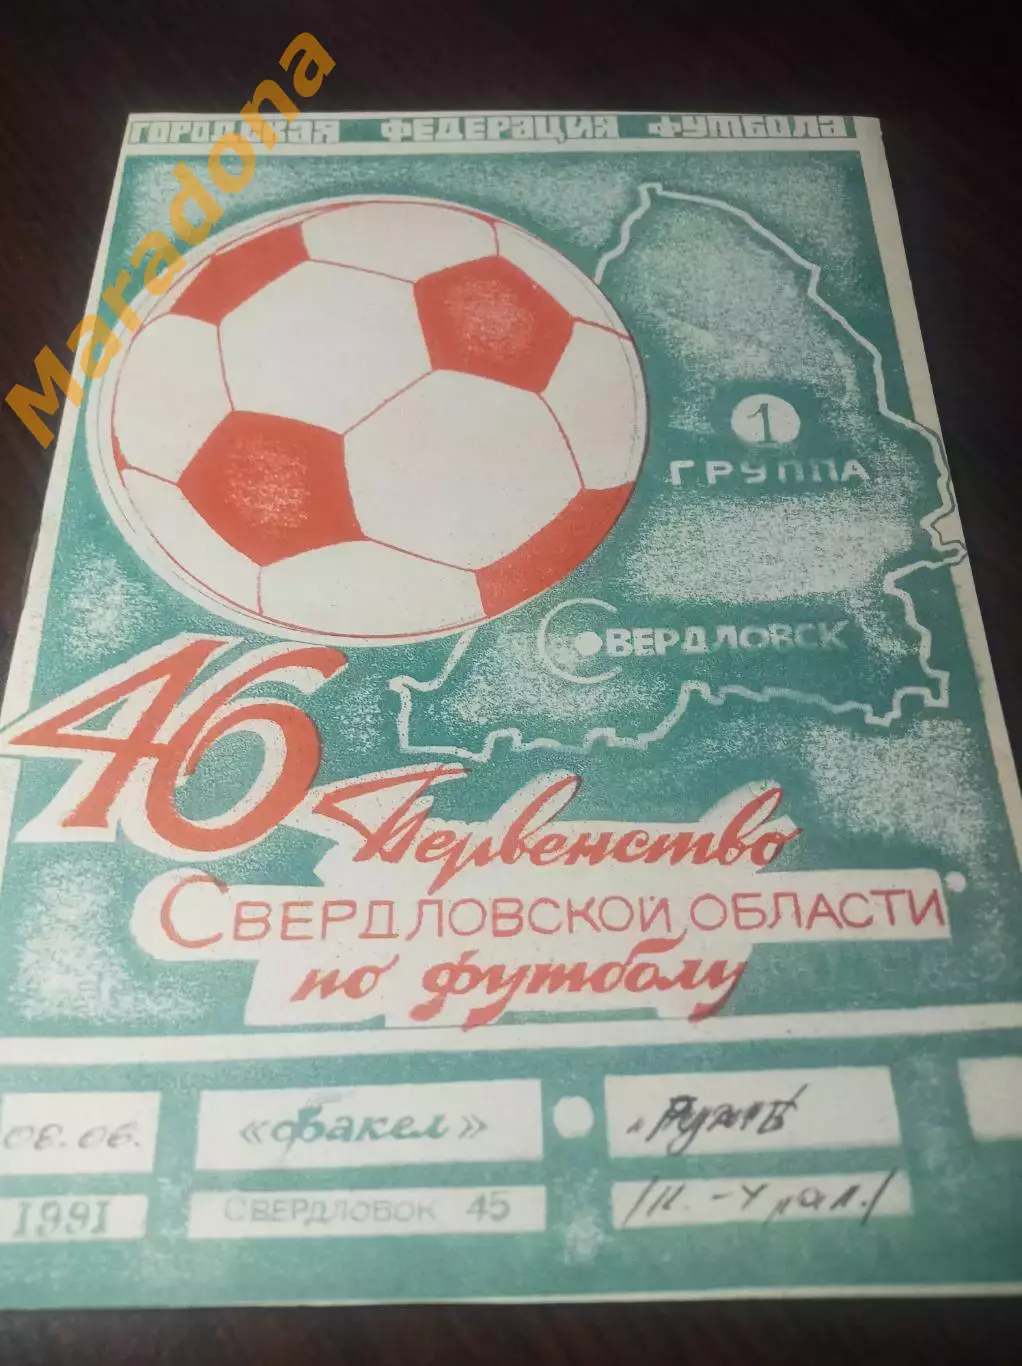 Maradona
ГОРОДСКАЯ ФЕДЕРАЦИЯ ФУТБОЛА
1
ГРУППА
СВЕРДЛОВСК
46
Первенство
СВЕРДЛОВСКОЙ ОБЛАСТИ
по футболу
08.06. «Факел»
1991 СВЕРДЛОВСК 45 /К.-Урал./